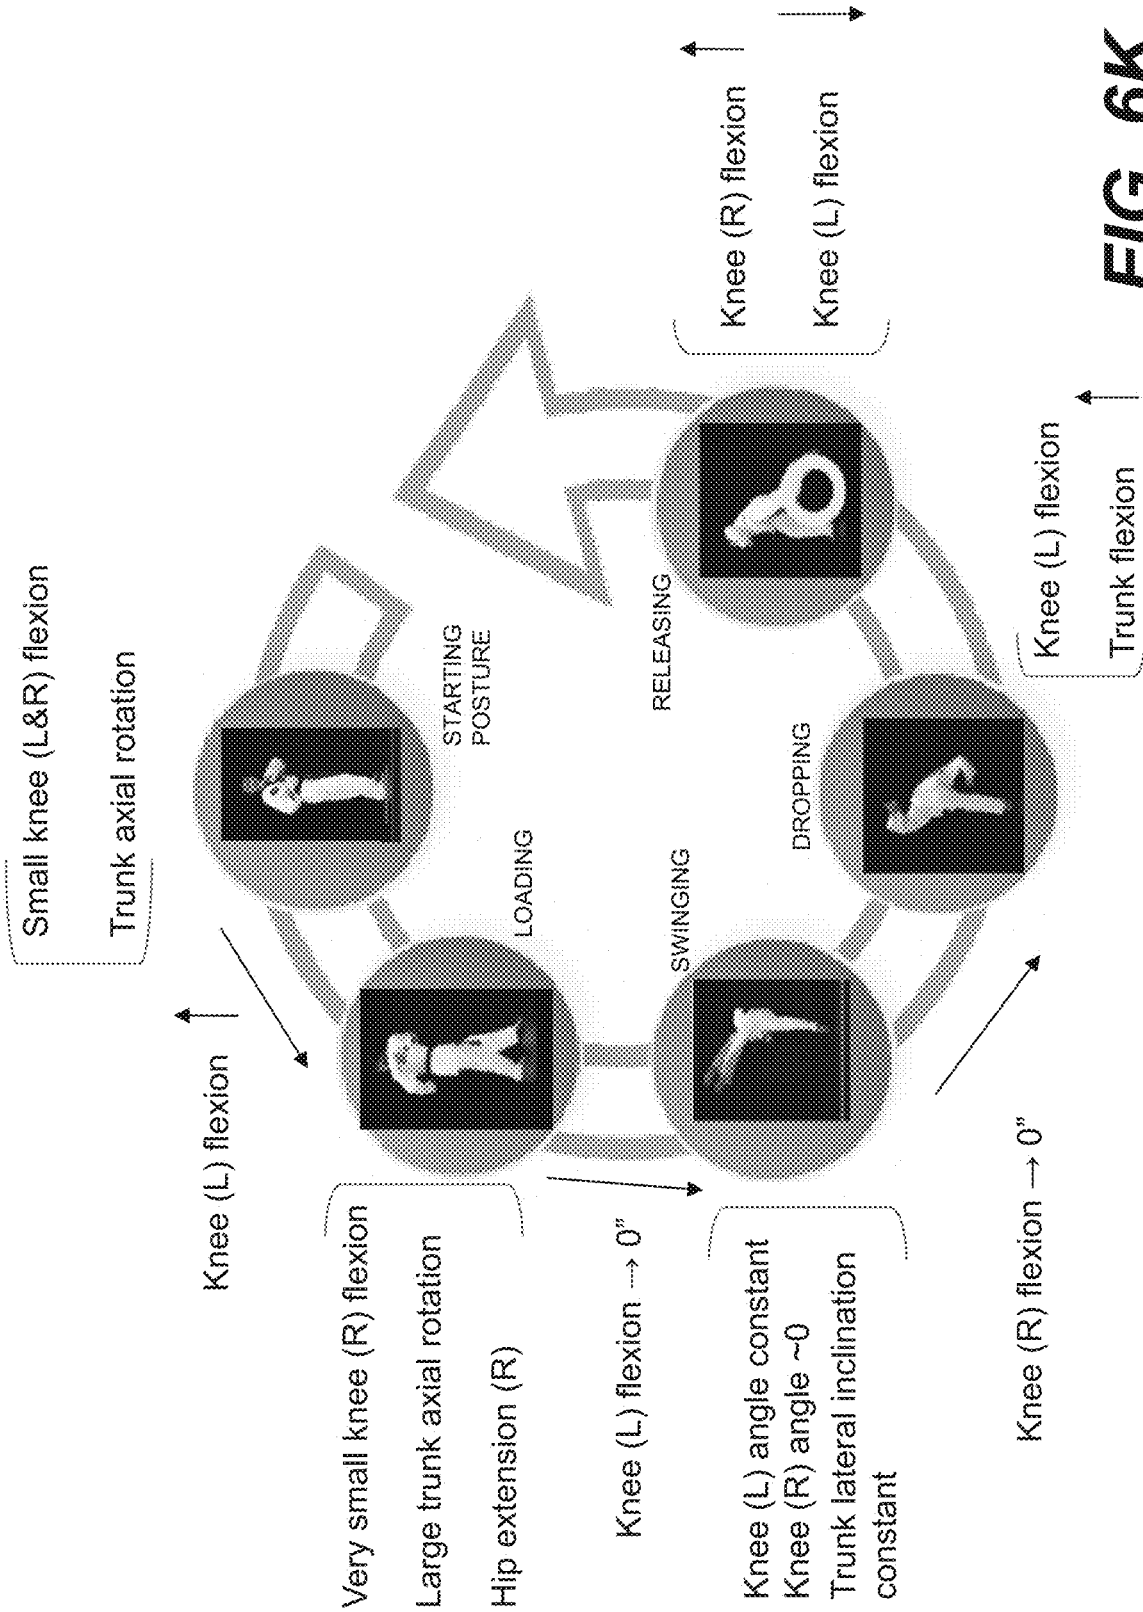 Small knee (L&R) flexion
Trunk axial rotation
Knee (L) flexion
STARTING
POSTURE
LOADING
Very small knee (R) flexion
Large trunk axial rotation
Hip extension (R)
Knee (L) flexion → 0"
SWINGING
Knee (L) angle constant
Knee (R) angle ~0
Trunk lateral inclination
constant
Knee (R) flexion → 0"
DROPPING
Knee (L) flexion
Trunk flexion
RELEASING
Knee (R) flexion
Knee (L) flexion
FIG 6K